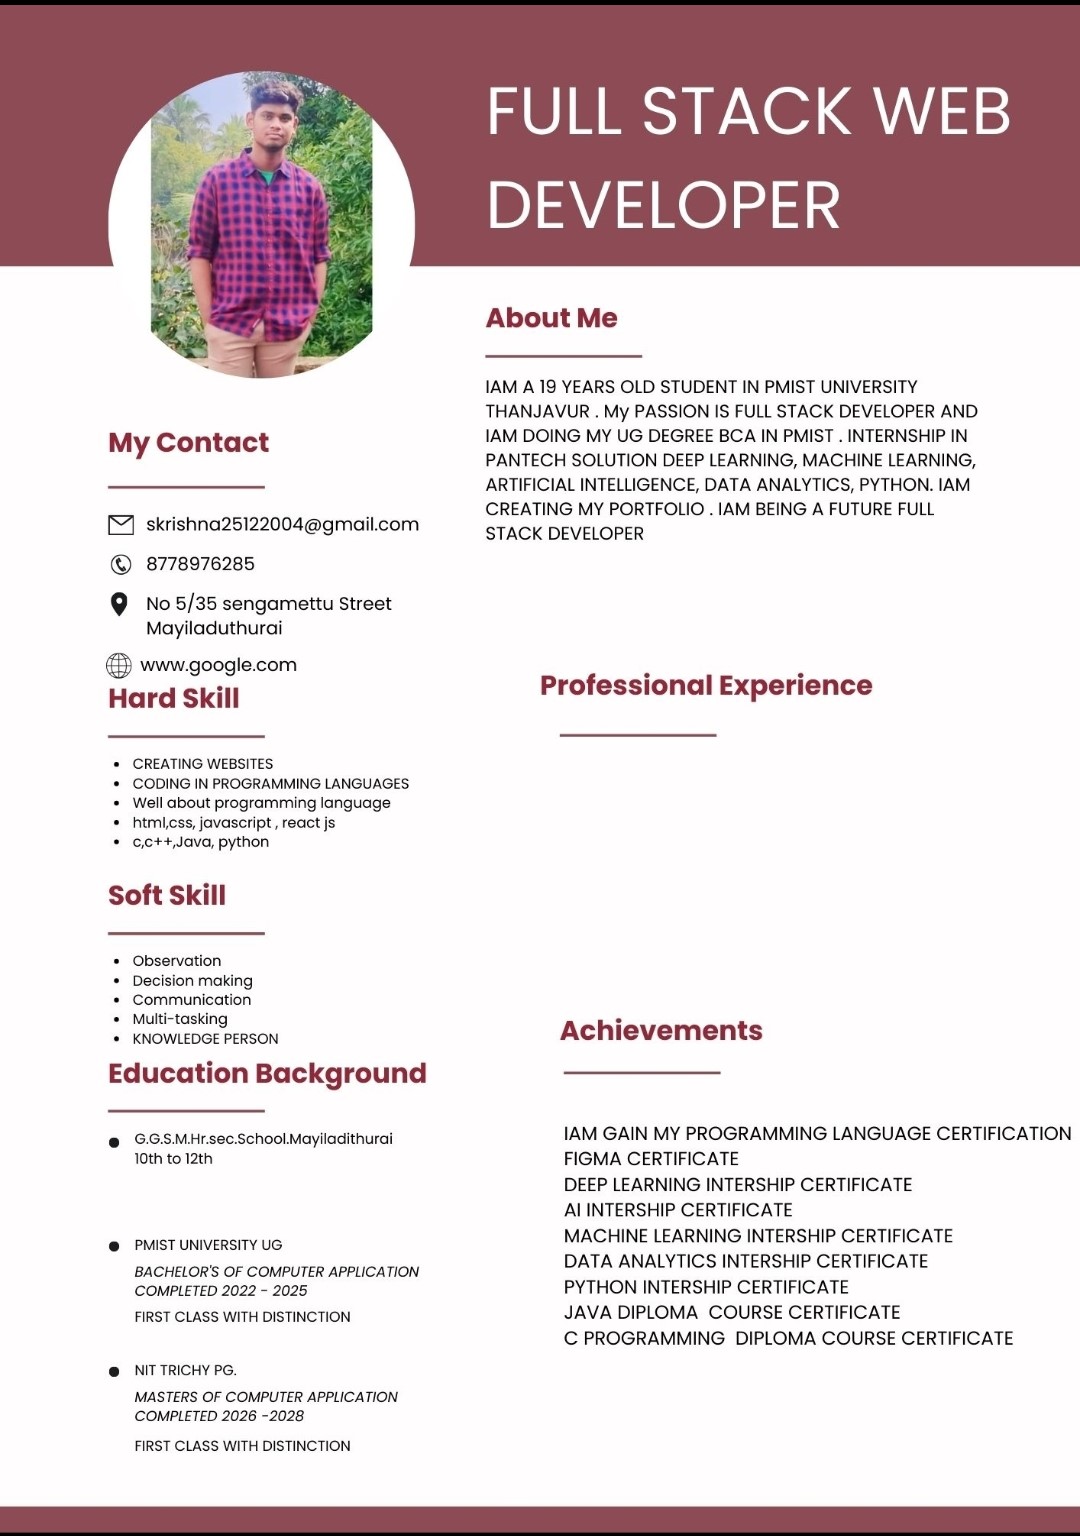 FULL STACK WEB
DEVELOPER
About Me
IAM A 19 YEARS OLD STUDENT IN PMIST UNIVERSITY
THANJAVUR . My PASSION IS FULL STACK DEVELOPER AND
IAM DOING MY UG DEGREE BCA IN PMIST . INTERNSHIP IN
PANTECH SOLUTION DEEP LEARNING, MACHINE LEARNING,
ARTIFICIAL INTELLIGENCE, DATA ANALYTICS, PYTHON. IAM
CREATING MY PORTFOLIO . IAM BEING A FUTURE FULL
STACK DEVELOPER
My Contact
skrishna25122004@gmail.com
8778976285
No 5/35 sengamettu Street
Mayiladuthurai
www.google.com
Hard Skill
CREATING WEBSITES
CODING IN PROGRAMMING LANGUAGES
Well about programming language
html,css, javascript , react js
c,c++,Java, python
Soft Skill
Observation
Decision making
Communication
Multi-tasking
KNOWLEDGE PERSON
Education Background
G.G.S.M.Hr.sec.School.Mayiladithurai
10th to 12th
PMIST UNIVERSITY UG
BACHELOR'S OF COMPUTER APPLICATION
COMPLETED 2022 - 2025
FIRST CLASS WITH DISTINCTION
NIT TRICHY PG.
MASTERS OF COMPUTER APPLICATION
COMPLETED 2026 -2028
FIRST CLASS WITH DISTINCTION
Professional Experience
Achievements
IAM GAIN MY PROGRAMMING LANGUAGE CERTIFICATION
FIGMA CERTIFICATE
DEEP LEARNING INTERSHIP CERTIFICATE
AI INTERSHIP CERTIFICATE
MACHINE LEARNING INTERSHIP CERTIFICATE
DATA ANALYTICS INTERSHIP CERTIFICATE
PYTHON INTERSHIP CERTIFICATE
JAVA DIPLOMA  COURSE CERTIFICATE
C PROGRAMMING  DIPLOMA COURSE CERTIFICATE